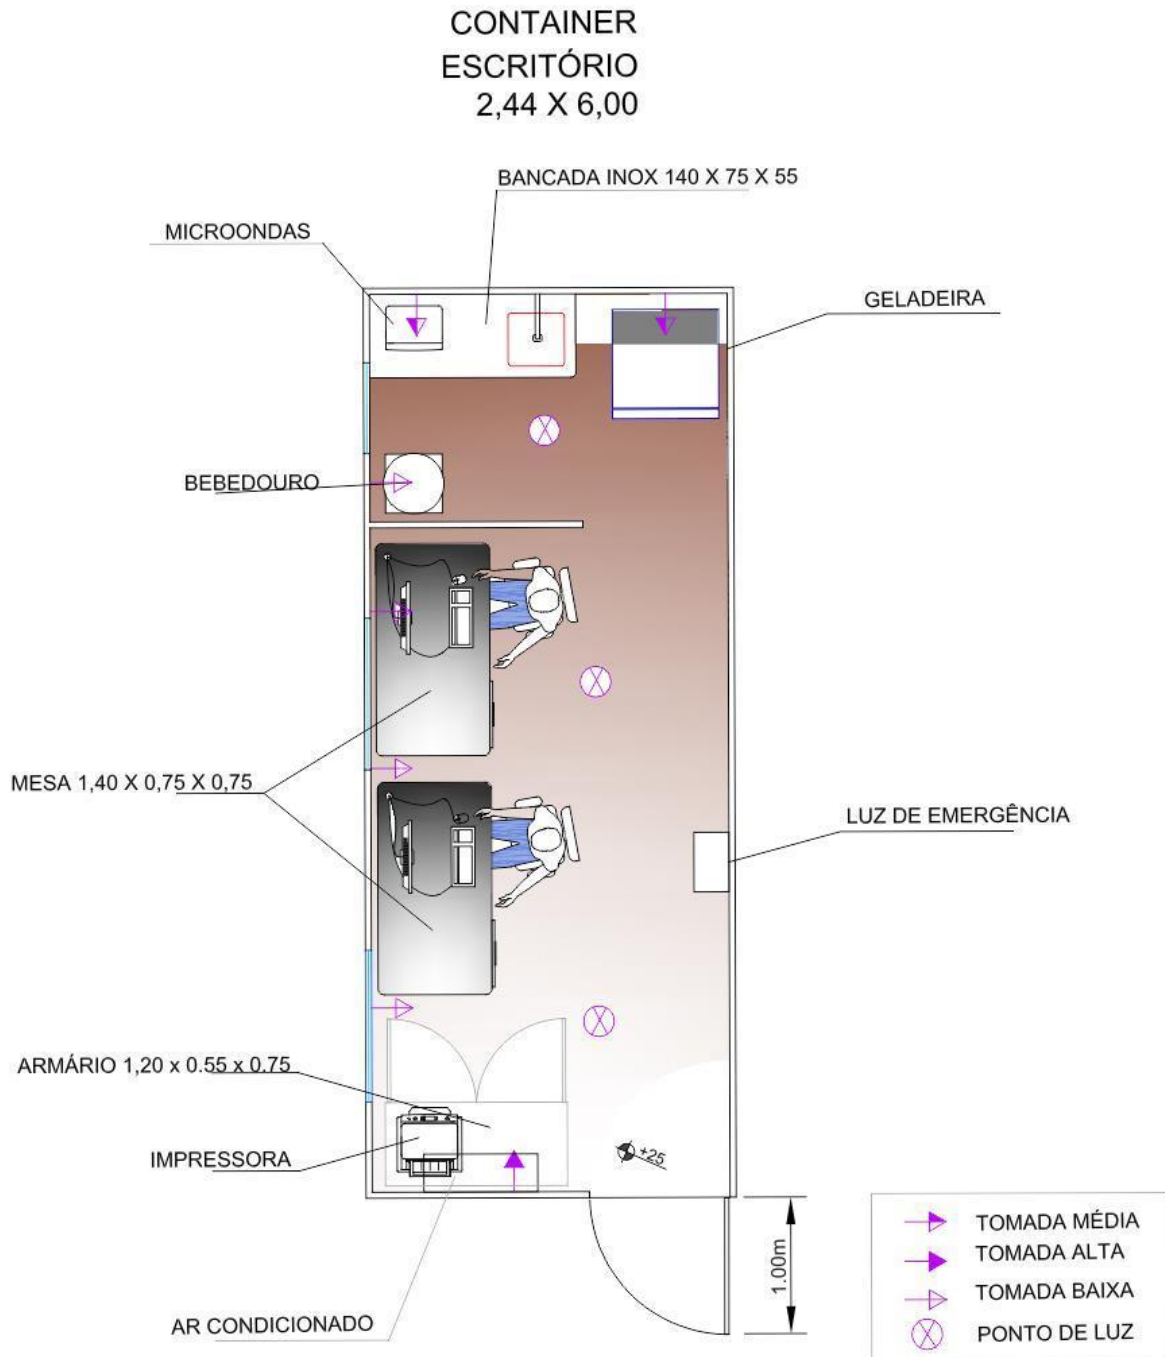 CONTAINER
ESCRITÓRIO
2,44 X 6,00
BANCADA INOX 140 X 75 X 55
MICROONDAS
GELADEIRA
BEBEDOURO
MESA 1,40 X 0,75 X 0,75
LUZ DE EMERGÊNCIA
ARMÁRIO 1,20 x 0.55 x 0.75
IMPRESSORA
+25
AR CONDICIONADO
1.00m
TOMADA MÉDIA
TOMADA ALTA
TOMADA BAIXA
PONTO DE LUZ